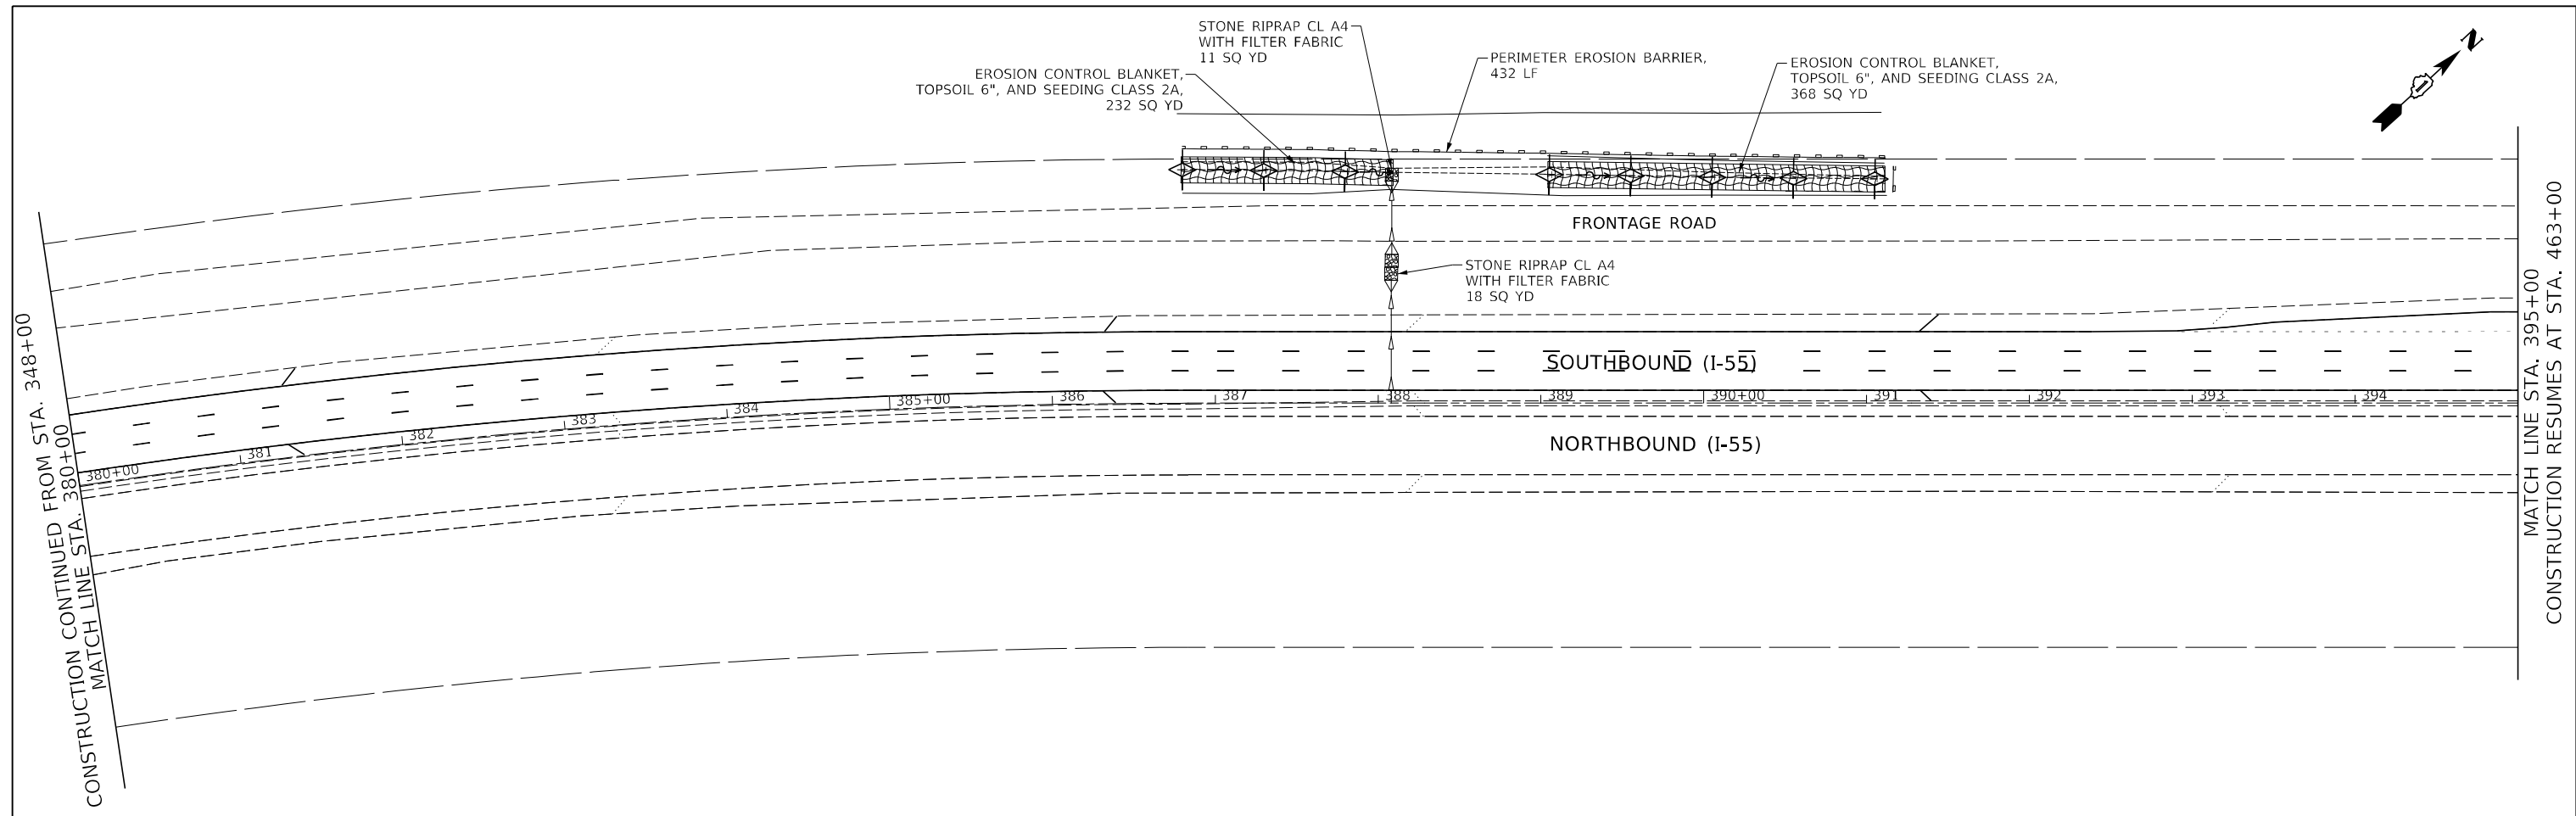 STONE RIPRAP CL A4
WITH FILTER FABRIC
11 SQ YD
PERIMETER EROSION BARRIER,
432 LF
EROSION CONTROL BLANKET,
TOPSOIL 6", AND SEEDING CLASS 2A,
232 SQ YD
EROSION CONTROL BLANKET,
TOPSOIL 6", AND SEEDING CLASS 2A,
368 SQ YD
N
FRONTAGE ROAD
STONE RIPRAP CL A4
WITH FILTER FABRIC
18 SQ YD
SOUTHBOUND (I-55)
380+00
381
382
383
384
385+00
386
387
388
389
390+00
391
392
393
394
NORTHBOUND (I-55)
CONSTRUCTION CONTINUED FROM STA. 348+00
MATCH LINE STA. 380+00
MATCH LINE STA. 395+00
CONSTRUCTION RESUMES AT STA. 463+00